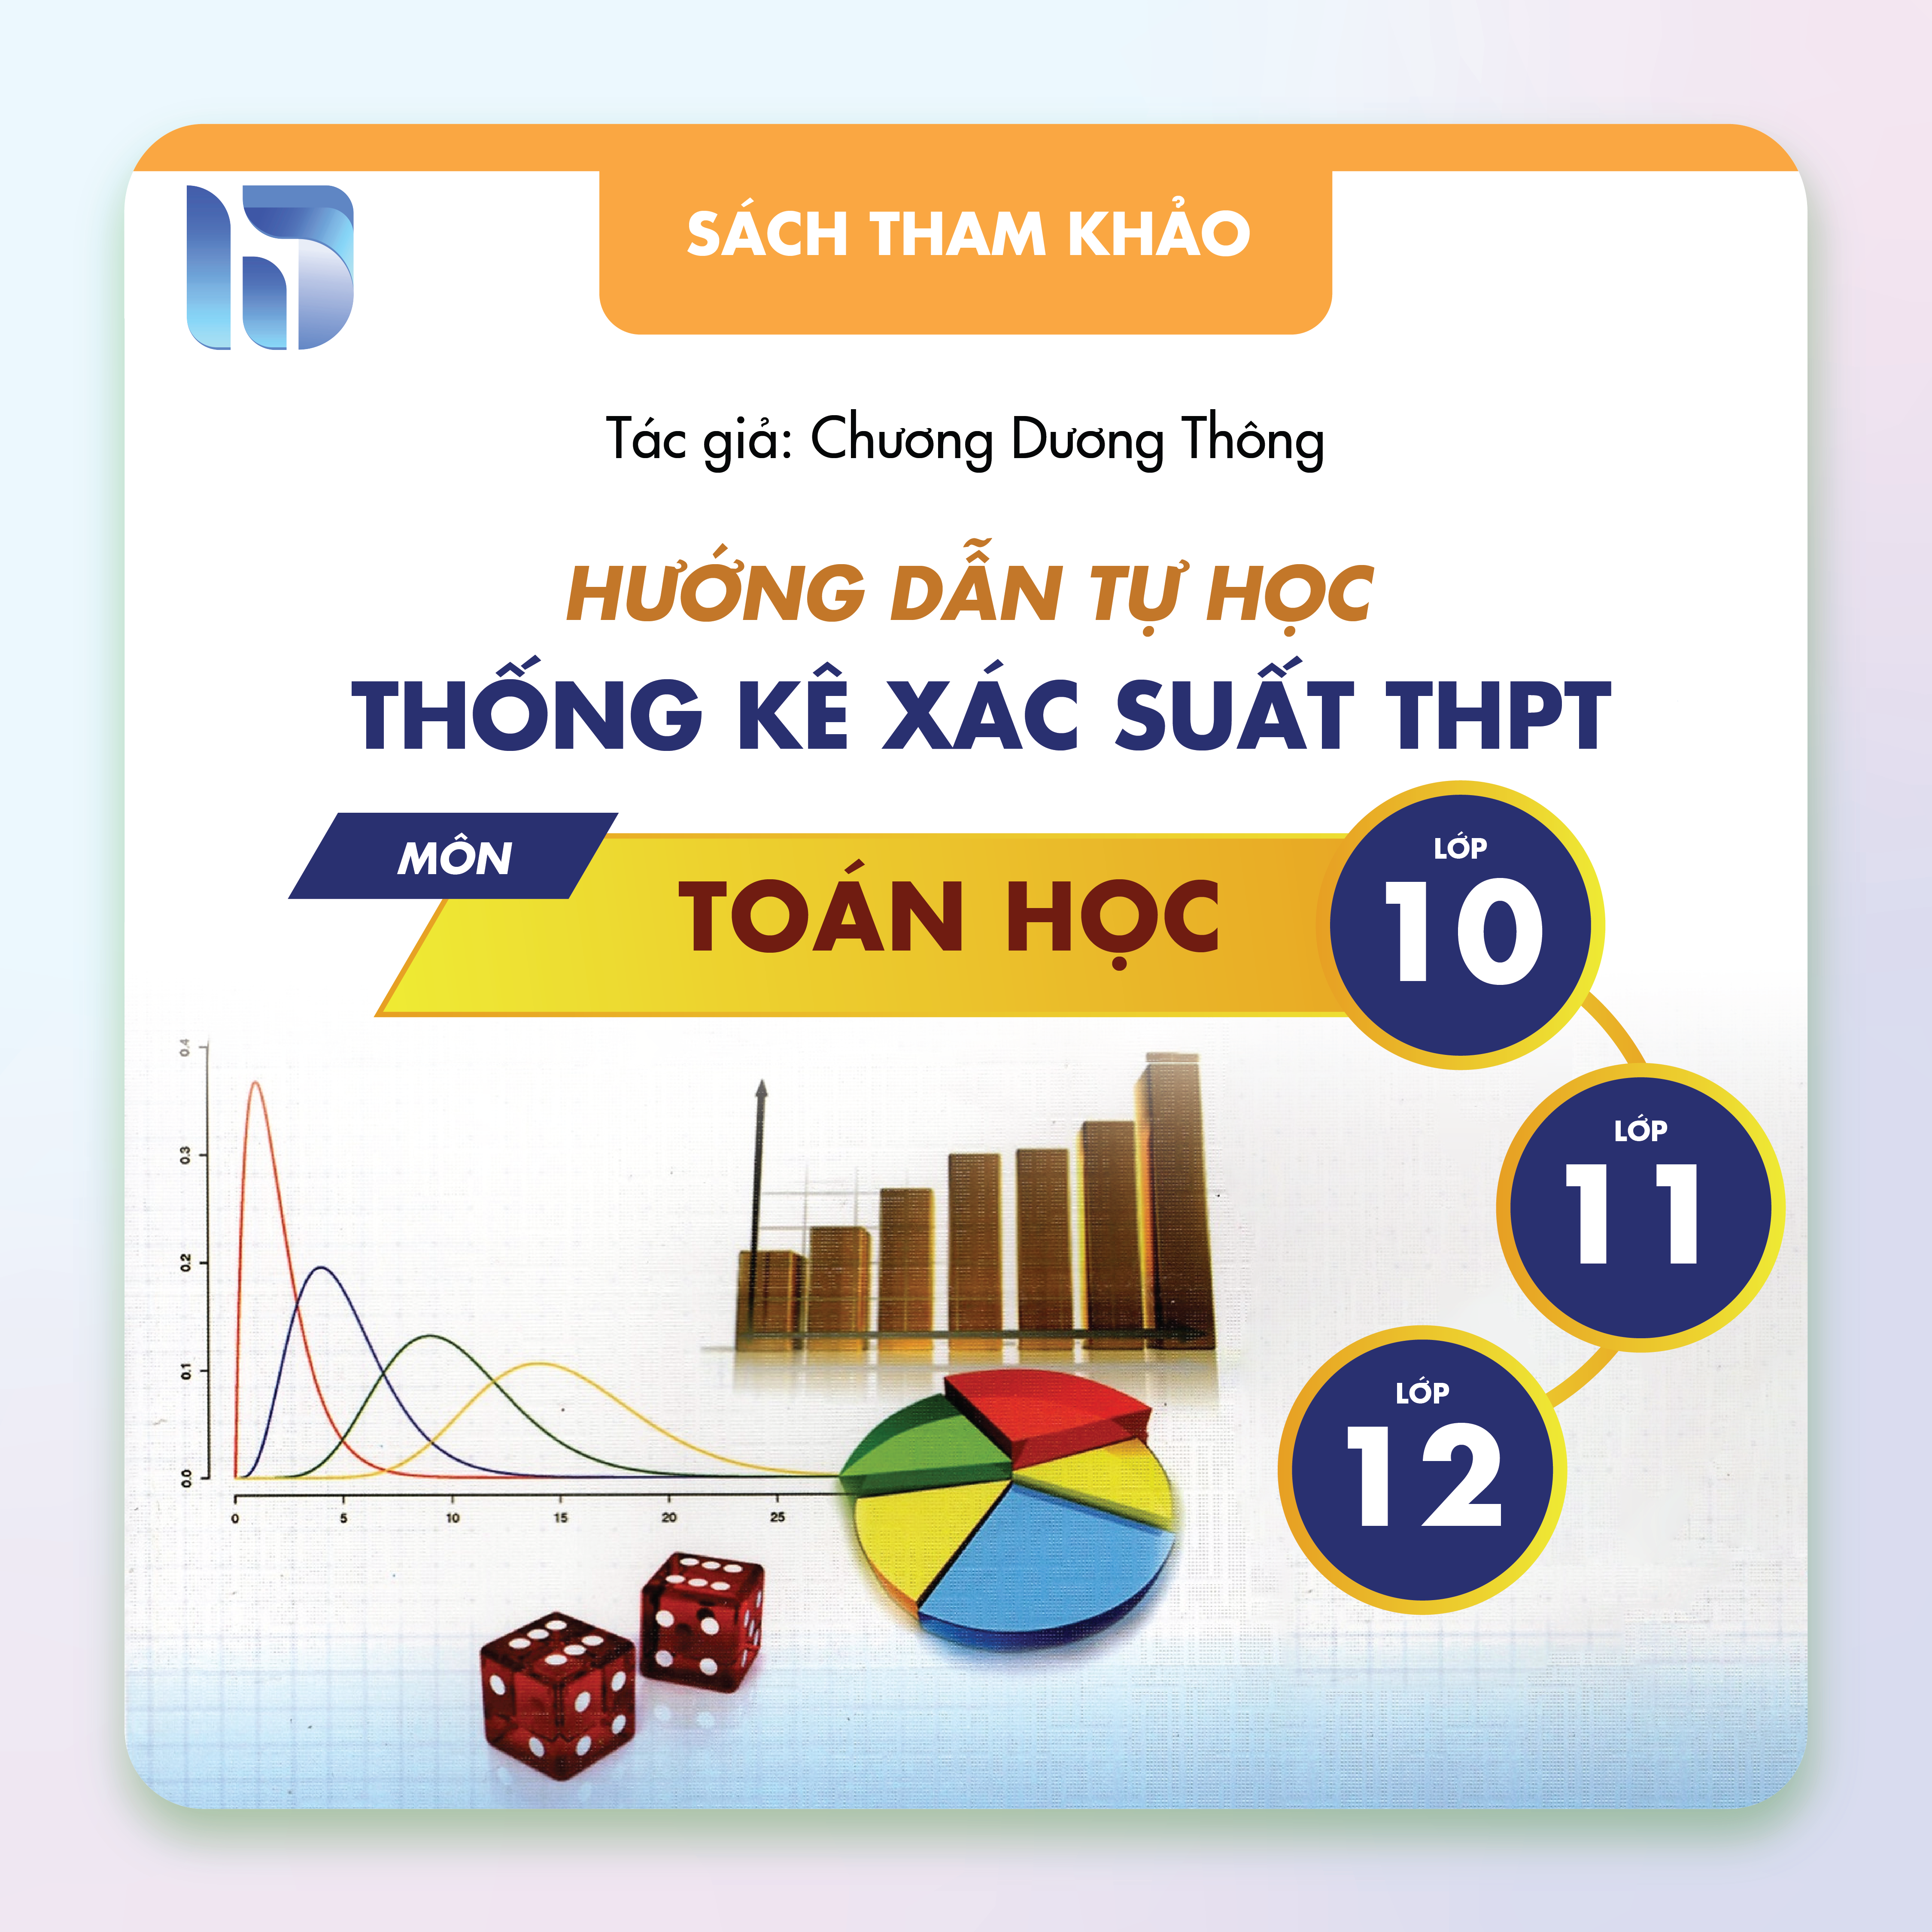 SÁCH THAM KHẢO
Tác giả: Chương Dương Thông
HƯỚNG DẪN TỰ HỌC
THỐNG KÊ XÁC SUẤT THPT
MÔN
TOÁN HỌC
LỚP
10
LỚP
11
LỚP
12
0.4
0.3
0.2
0.1
0.0
0 5 10 15 20 25